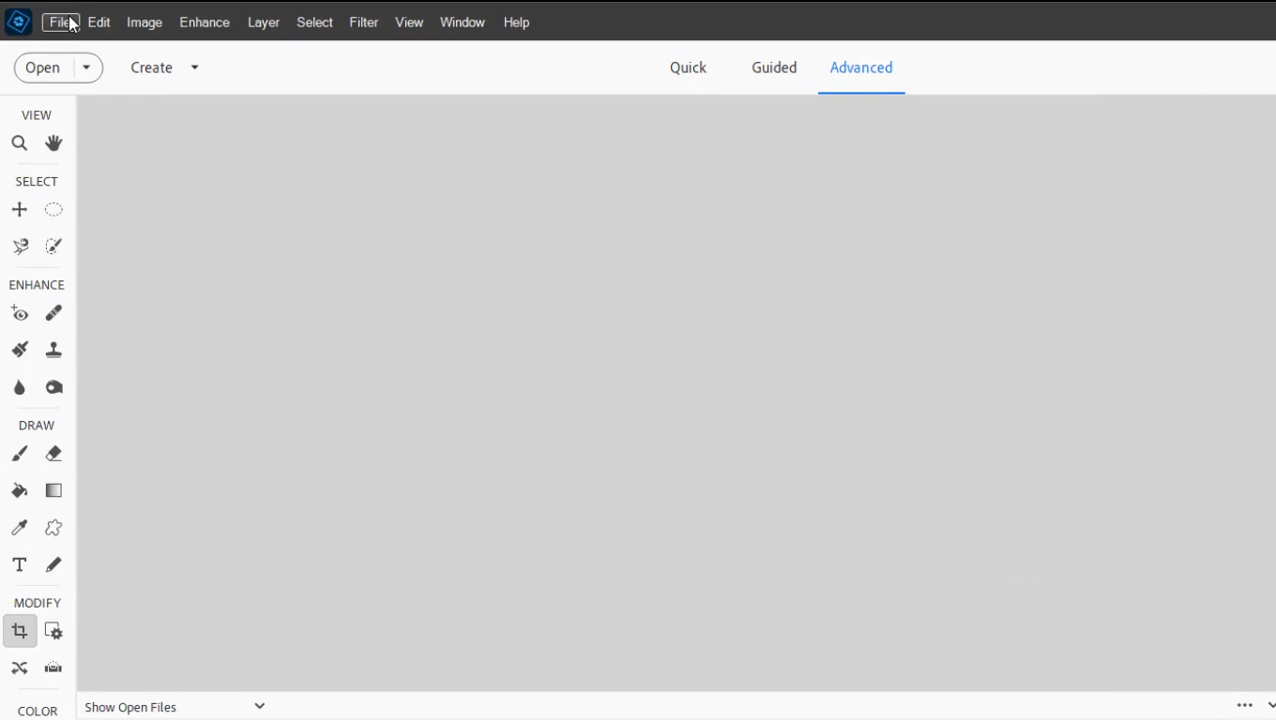 File Edit Image Enhance Layer Select Filter View Window Help
Open Create Quick Guided Advanced
VIEW
SELECT
ENHANCE
DRAW
T
MODIFY
COLOR
Show Open Files